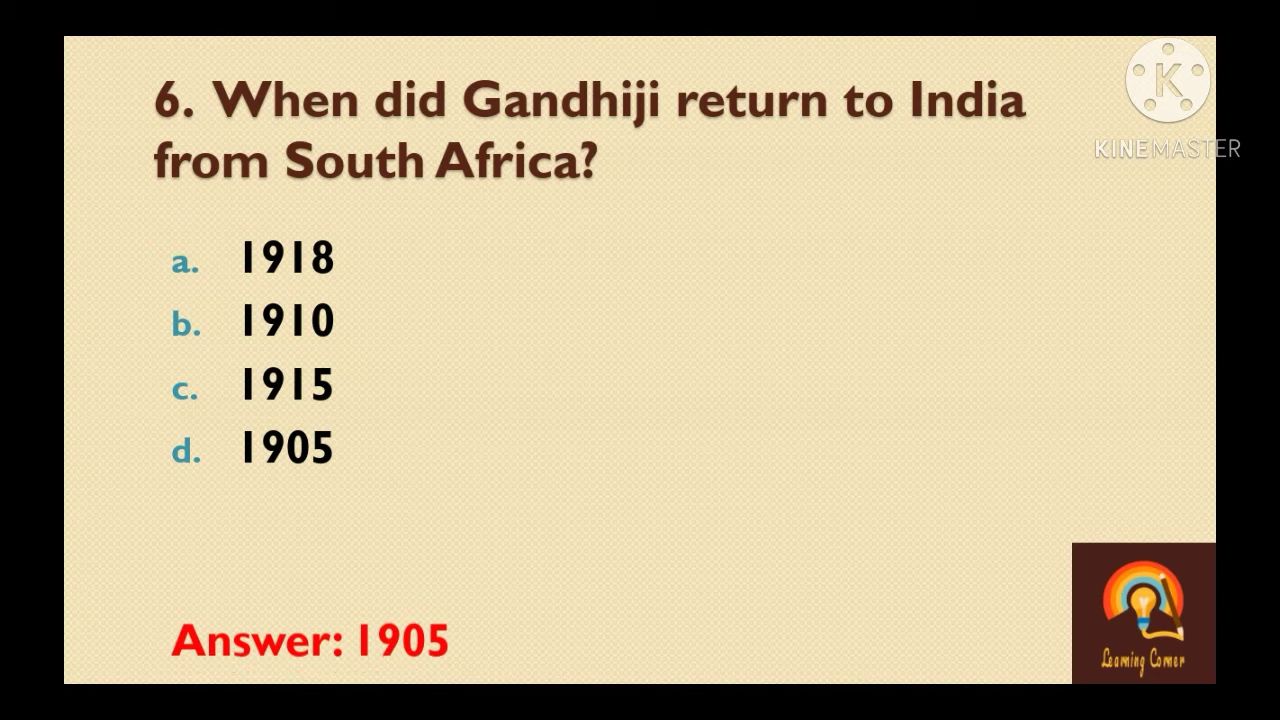 6. When did Gandhiji return to India
from South Africa?
K
KINEMASTER
a. 1918
b. 1910
c. 1915
d. 1905
Answer: 1905
Learning Corner